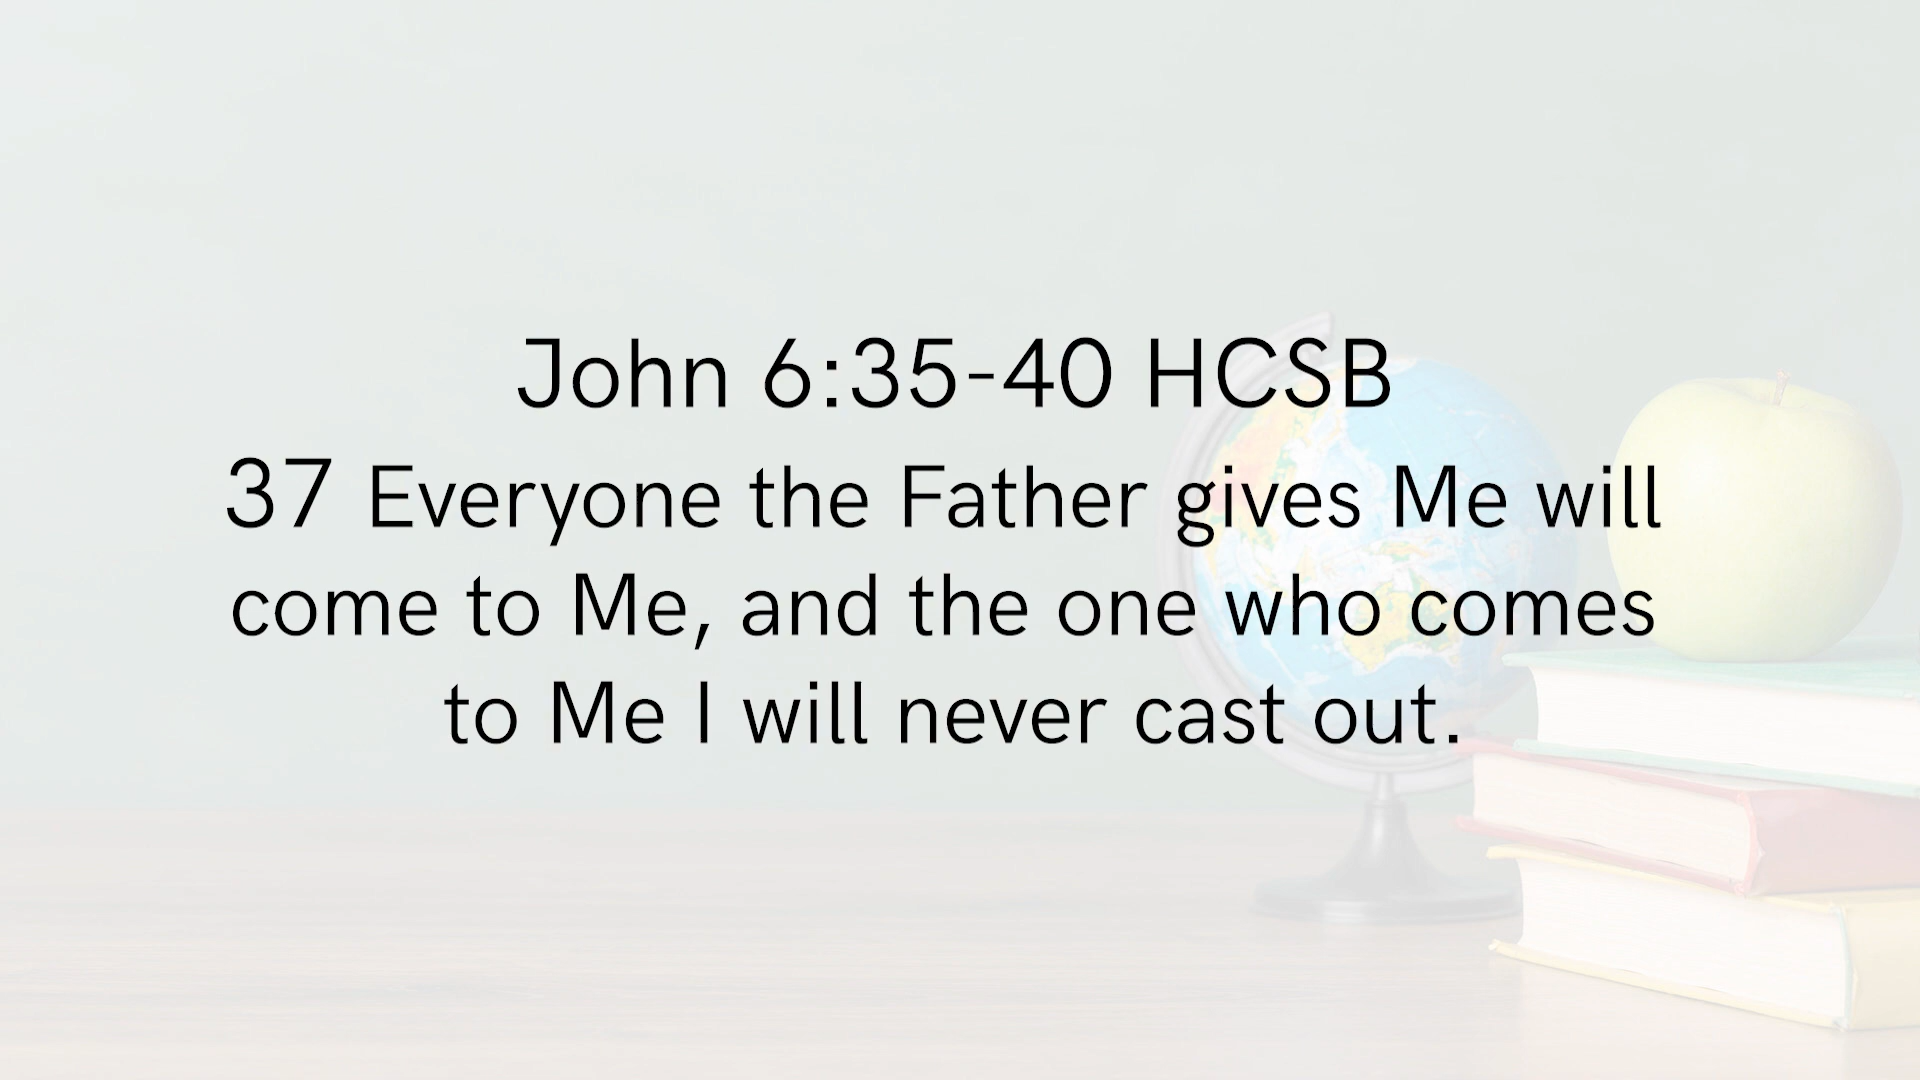 John 6:35-40 HCSB
37 Everyone the Father gives Me will
come to Me, and the one who comes
to Me I will never cast out.